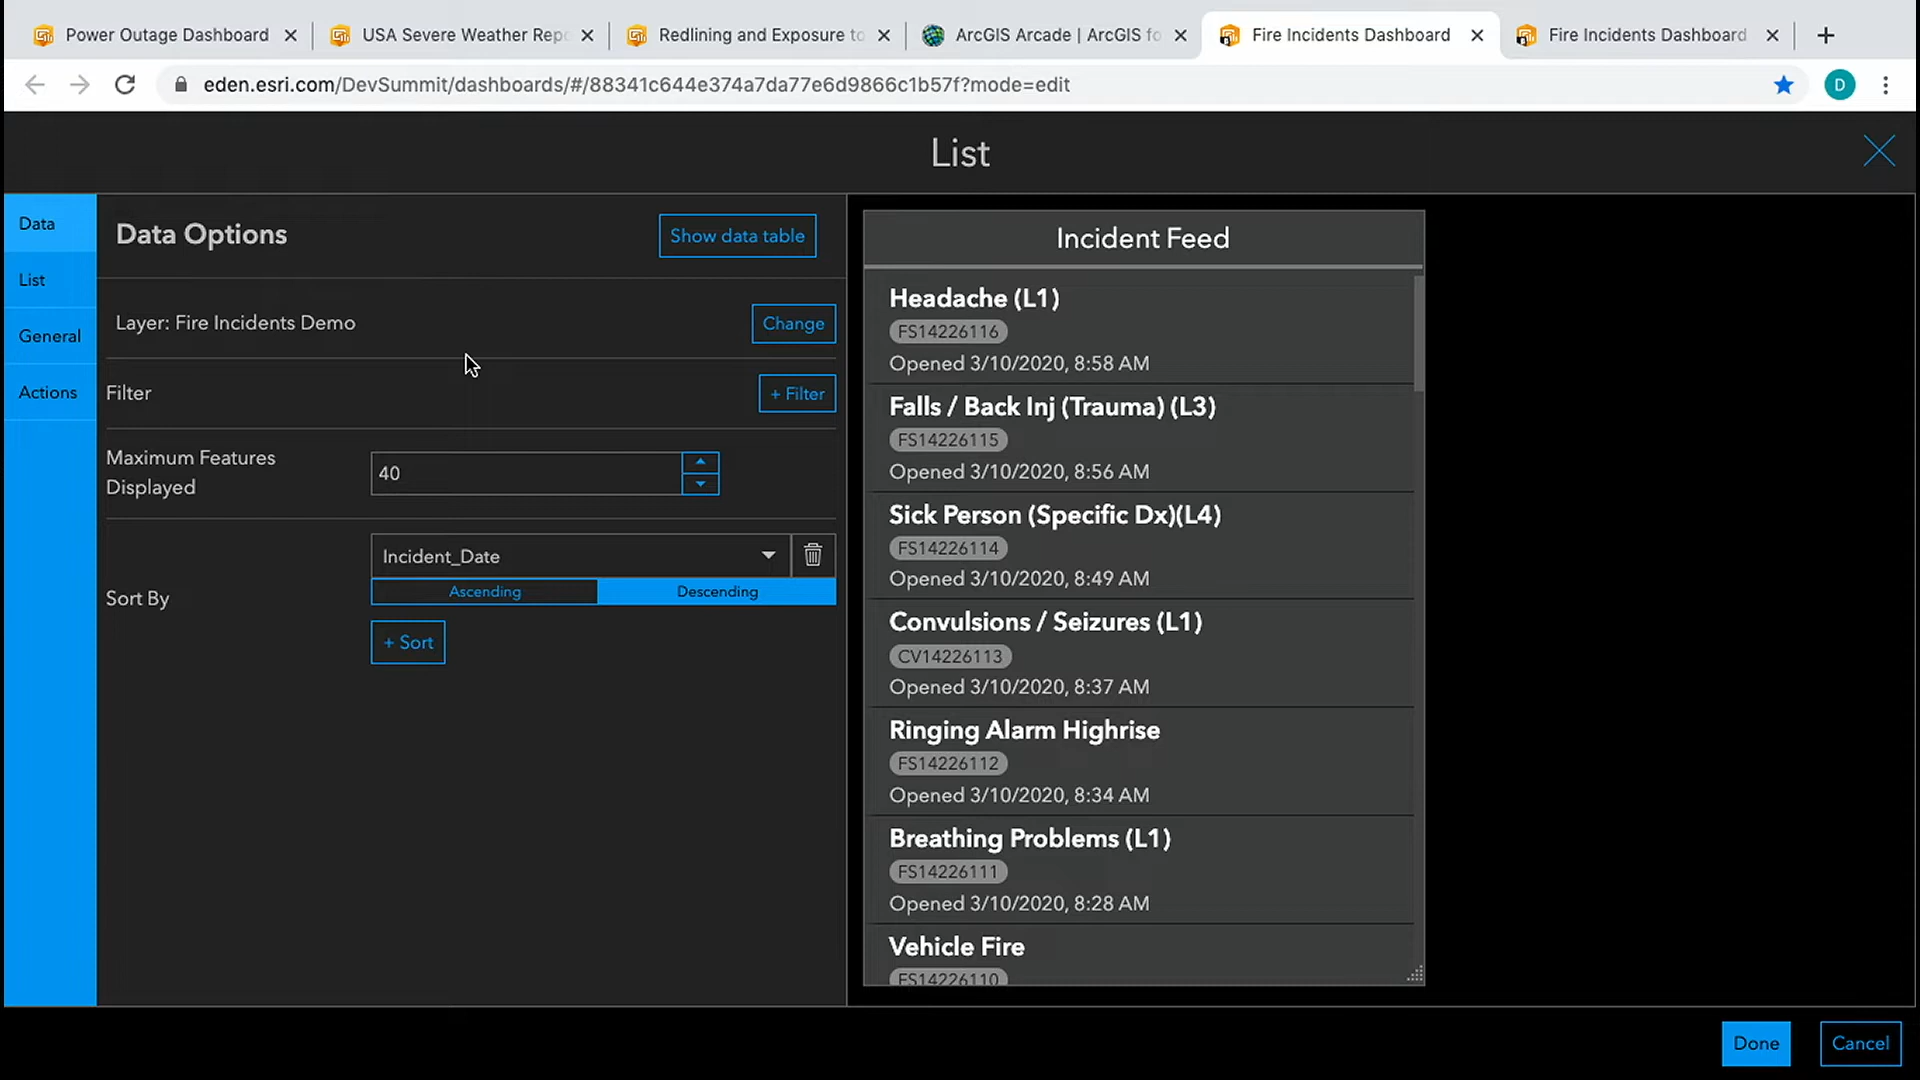 Power Outage Dashboard
USA Severe Weather Repo
Redlining and Exposure to
ArcGIS Arcade | ArcGIS fo
Fire Incidents Dashboard
Fire Incidents Dashboard
eden.esri.com/DevSummit/dashboards/#/88341c644e374a7da77e6d9866c1b57f?mode=edit
D
List
Data
List
General
Actions
Data Options
Show data table
Layer: Fire Incidents Demo
Change
Filter
+ Filter
Maximum Features
Displayed
40
Sort By
Incident_Date
Ascending
Descending
+ Sort
Incident Feed
Headache (L1)
FS14226116
Opened 3/10/2020, 8:58 AM
Falls / Back Inj (Trauma) (L3)
FS14226115
Opened 3/10/2020, 8:56 AM
Sick Person (Specific Dx)(L4)
FS14226114
Opened 3/10/2020, 8:49 AM
Convulsions / Seizures (L1)
CV14226113
Opened 3/10/2020, 8:37 AM
Ringing Alarm Highrise
FS14226112
Opened 3/10/2020, 8:34 AM
Breathing Problems (L1)
FS14226111
Opened 3/10/2020, 8:28 AM
Vehicle Fire
FS14226110
Done
Cancel